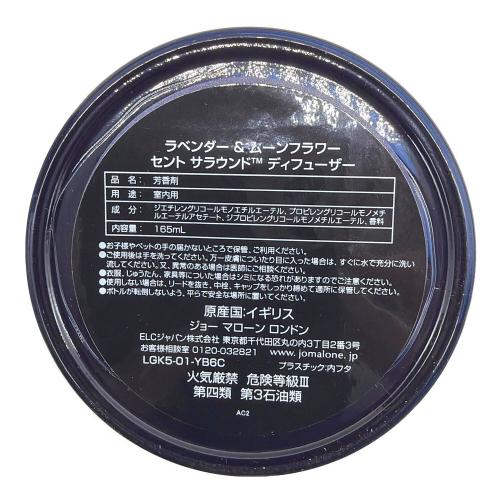 ラベンダー & ムーンフラワー
セント サラウンド™ ディフューザー
品 名: 芳香剤
用 途: 室内用
成 分: ジエチレングリコールモノエチルエーテル、プロピレングリコールモノメチ
ルエーテルアセテート、ジプロピレングリコールモノメチルエーテル、香料
内容量: 165mL
●お子様やペットの手の届かないところで保管、ご利用ください。
●ご使用後は手を洗ってください。万一皮膚についた時や目に入った場合は、すぐに水で充分に洗い
流してください。又、異常のある場合は医師にご相談ください。
●衣服、じゅうたん、家具等についた場合はシミになる恐れがありますのでご注意ください。
●使用しない場合は、リードを抜き、中栓、キャップをしっかり締めて適所に保管してください。
●ボトルが転倒しないよう、平らで安全な場所に置いてください。
原産国:イギリス
ジョー マローン ロンドン
ELCジャパン株式会社 東京都千代田区丸の内3丁目2番3号
お客様相談室 0120-032821 www.jomalone.jp
LGK5-01-YB6C プラスチック:内フタ
火気厳禁 危険等級Ⅲ
第四類 第3石油類
AC2